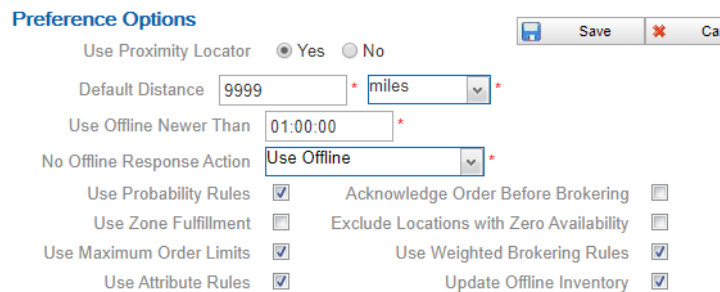 Preference Options
Save Ca
Use Proximity Locator Yes No
Default Distance 9999 * miles *
Use Offline Newer Than 01:00:00 *
No Offline Response Action Use Offline *
Use Probability Rules Acknowledge Order Before Brokering
Use Zone Fulfillment Exclude Locations with Zero Availability
Use Maximum Order Limits Use Weighted Brokering Rules
Use Attribute Rules Update Offline Inventory